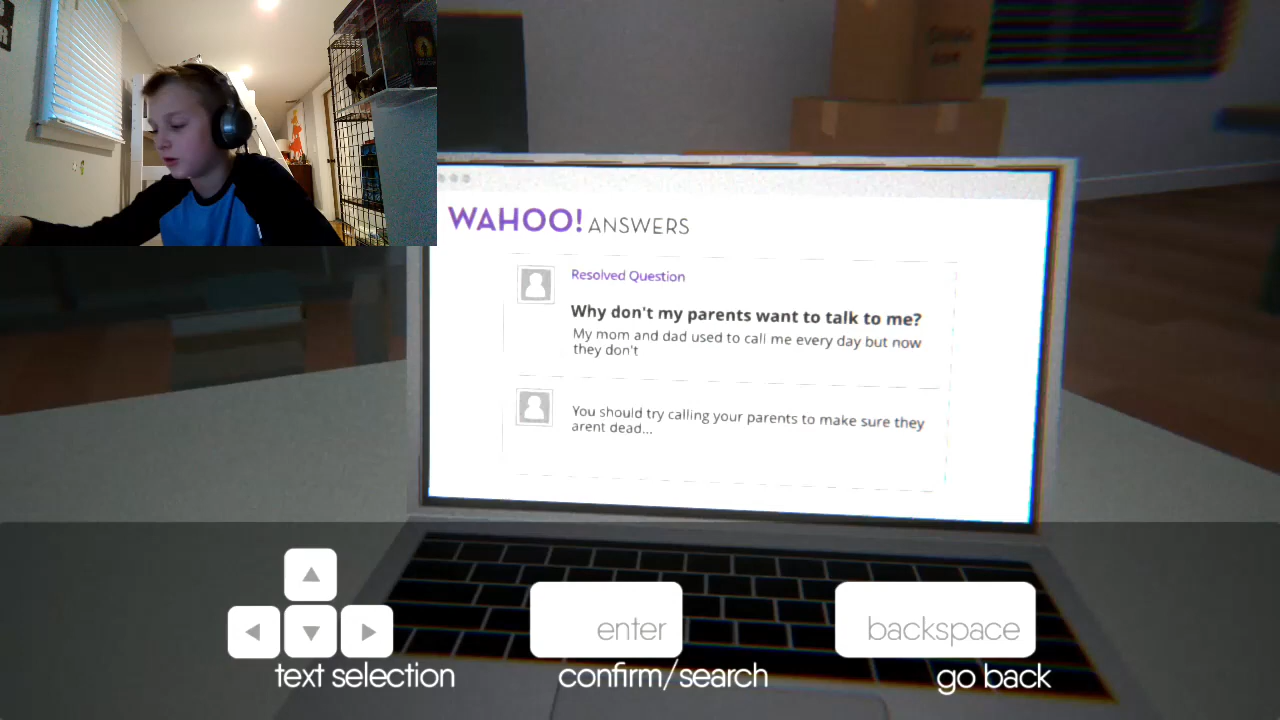 WAHOO! ANSWERS
Resolved Question
Why don't my parents want to talk to me?
My mom and dad used to call me every day but now
they don't
You should try calling your parents to make sure they
arent dead...
enter
backspace
text selection
confirm/search
go back